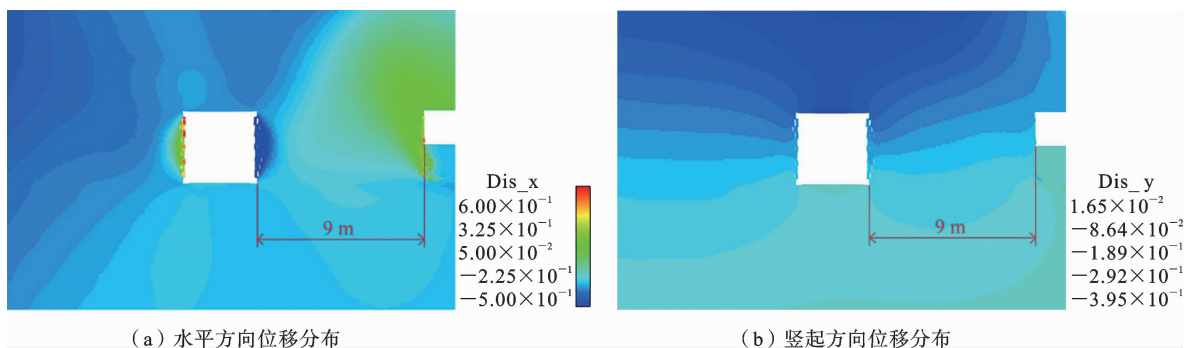 9 m
Dis_x
6.00×10⁻¹
3.25×10⁻¹
5.00×10⁻²
−2.25×10⁻¹
−5.00×10⁻¹
(a)水平方向位移分布
9 m
Dis_y
1.65×10⁻²
−8.64×10⁻²
−1.89×10⁻¹
−2.92×10⁻¹
−3.95×10⁻¹
(b)竖起方向位移分布